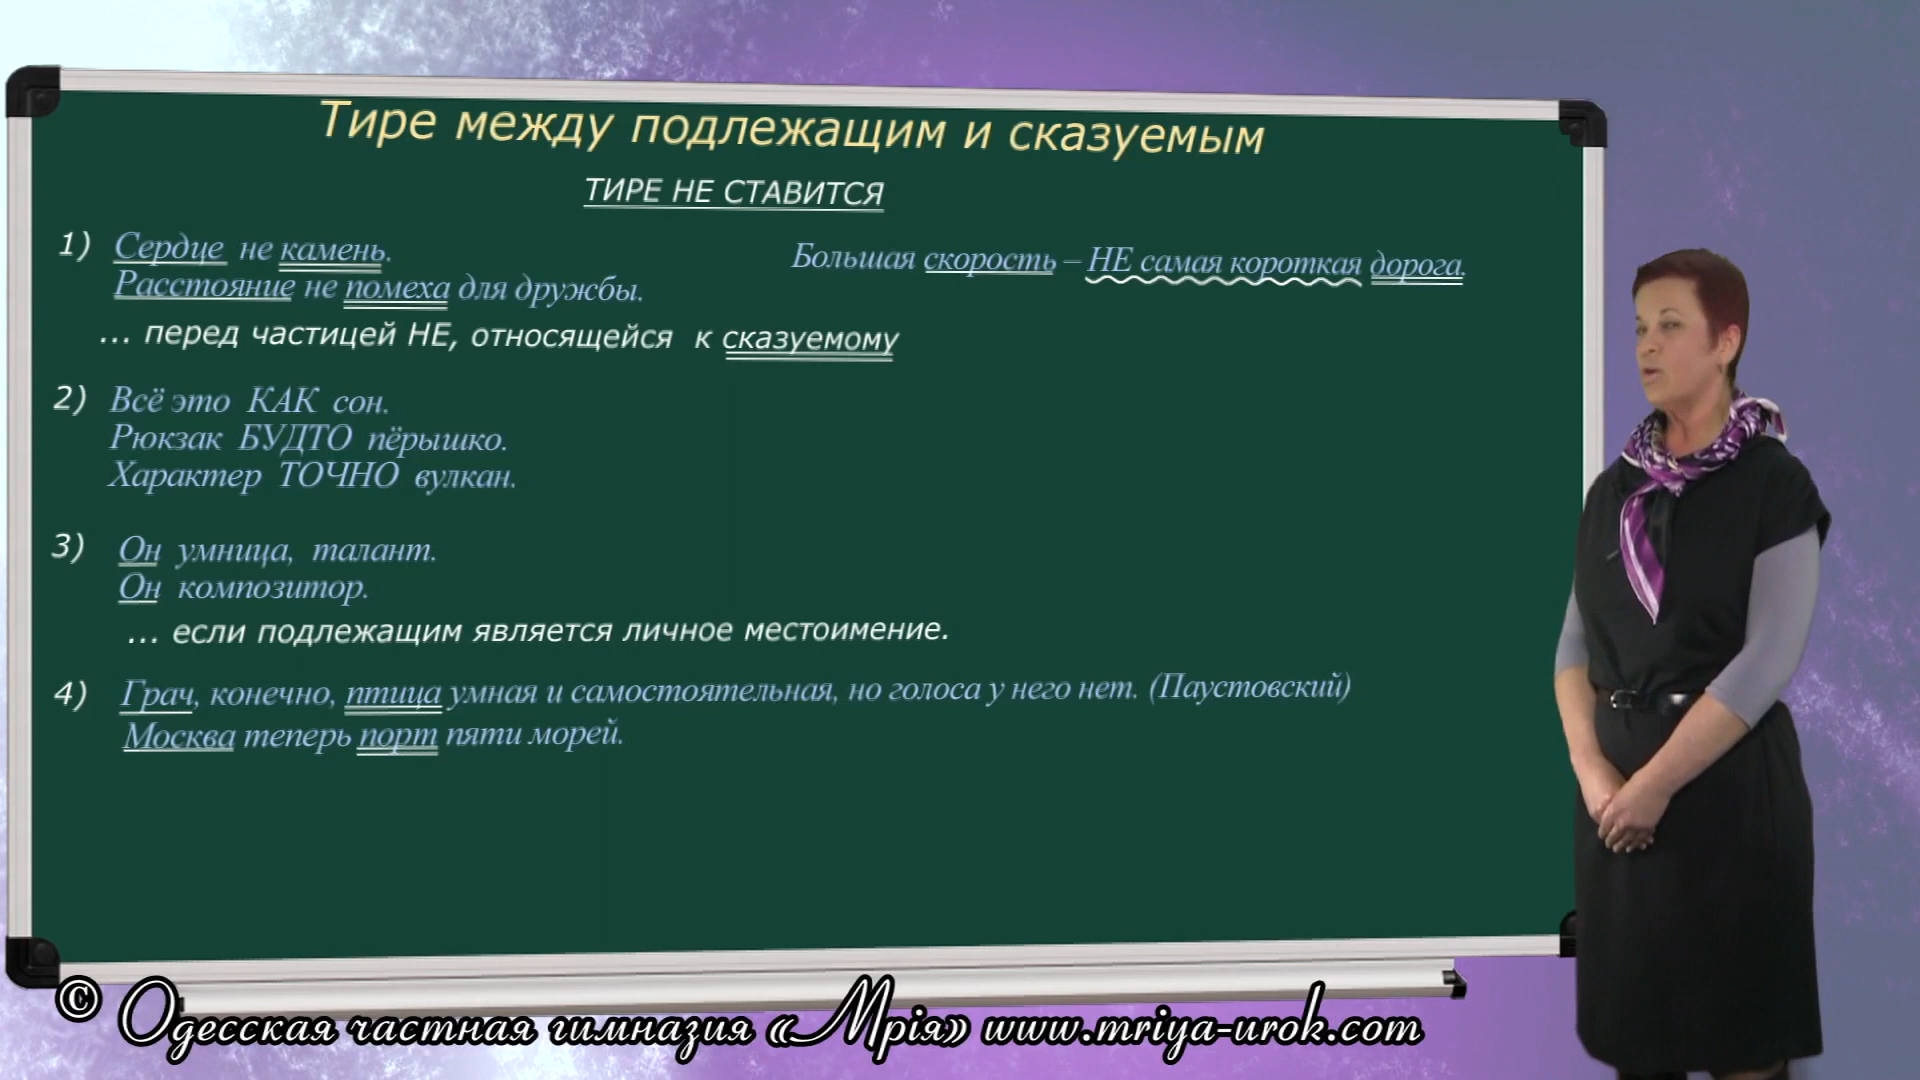 Тире между подлежащим и сказуемым
ТИРЕ НЕ СТАВИТСЯ
1) Сердце не камень.
Расстояние не помеха для дружбы.
Большая скорость – НЕ самая короткая дорога.
... перед частицей НЕ, относящейся к сказуемому
2) Всё это КАК сон.
Рюкзак БУДТО пёрышко.
Характер ТОЧНО вулкан.
3) Он умница, талант.
Он композитор.
... если подлежащим является личное местоимение.
4) Грач, конечно, птица умная и самостоятельная, но голоса у него нет. (Паустовский)
Москва теперь порт пяти морей.
© Одесская частная гимназия «Мрія» www.mriya-urok.com